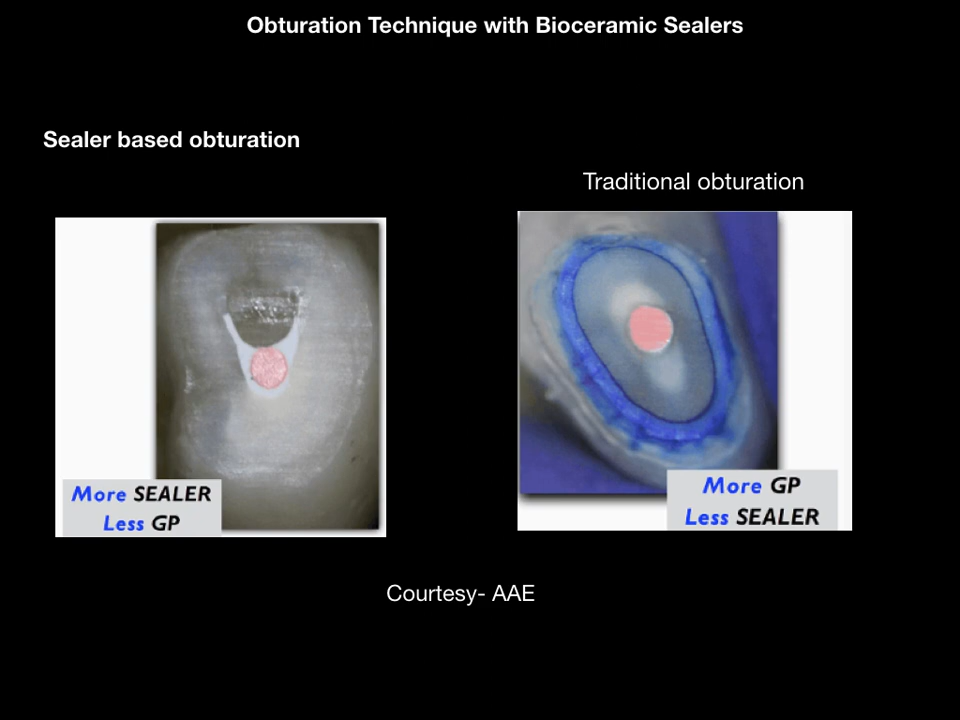 Obturation Technique with Bioceramic Sealers
Sealer based obturation
Traditional obturation
More SEALER
Less GP
More GP
Less SEALER
Courtesy- AAE